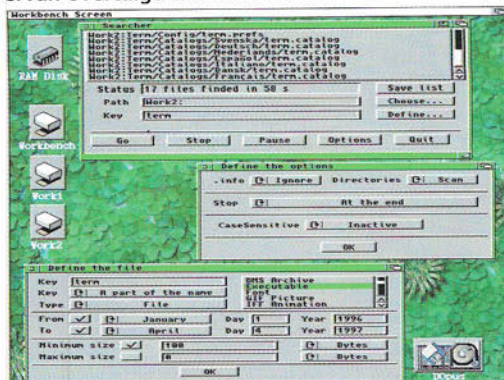 Workbench Screen
Searcher
Work2:Term/Config/term.prefs
Work2:Term/Catalogs/svenska/term.catalog
Work2:Term/Catalogs/deutsch/term.catalog
Work2:Term/Catalogs/nederlands/term.catalog
Work2:Term/Catalogs/español/term.catalog
Work2:Term/Catalogs/italiano/term.catalog
Work2:Term/Catalogs/dansk/term.catalog
Work2:Term/Catalogs/français/term.catalog
Status 17 files finded in 58 s Save list
Path Work2: Choose...
Key term Define...
Go Stop Pause Options Quit
RAM Disk
Workbench
Work1
Work2
Define the options
.info Ignore Directories Scan
Stop At the end
CaseSensitive Inactive
OK
Define the file
Key term
Key A part of the name
Type File
DMS Archive
Executable
Font
GIF Picture
IFF Animation
From January Day 1 Year 1996
To April Day 4 Year 1997
Minimum size 100 Bytes
Maximum size 0 Bytes
OK
DOpus